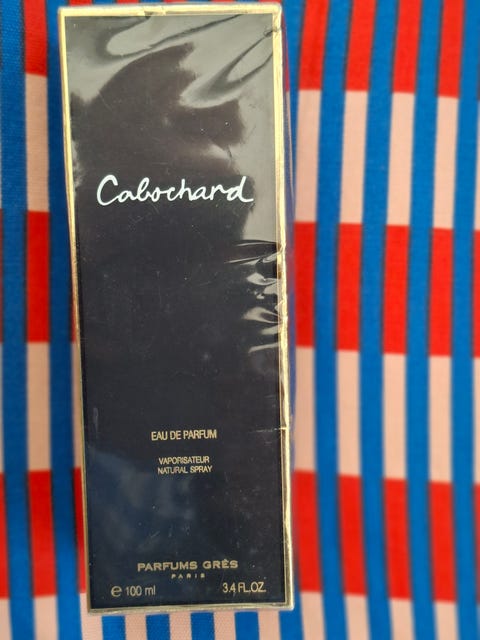 Cabochard
EAU DE PARFUM
VAPORISATEUR
NATURAL SPRAY
PARFUMS GRÈS
PARIS
℮ 100 ml 3.4 FL.OZ.